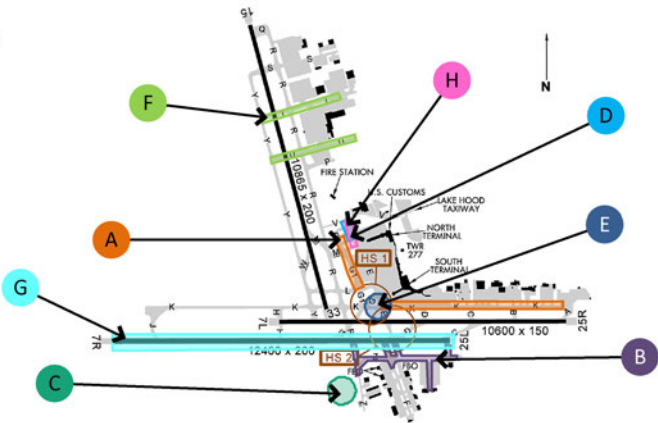 15
Q
R
S
R
S
H
F
Y
D
10865 x 200
P
FIRE STATION
U.S. CUSTOMS
LAKE HOOD
TAXIWAY
V
NORTH
TERMINAL
A
TWR
277
E
HS 1
E
SOUTH
TERMINAL
G
K
K
K
D
C
B
K
A
J
H
33
7L
10600 x 150
25R
7R
25L
12400 x 200
HS 2
FBO
B
C
Z
N